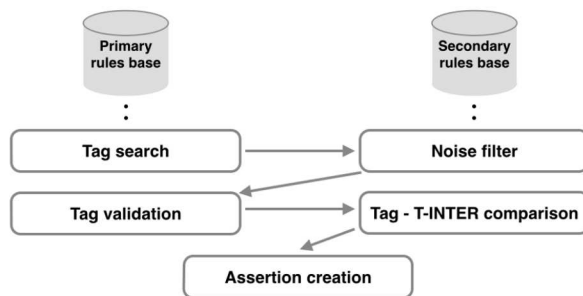 Primary
rules base
Secondary
rules base
Tag search
Noise filter
Tag validation
Tag - T-INTER comparison
Assertion creation